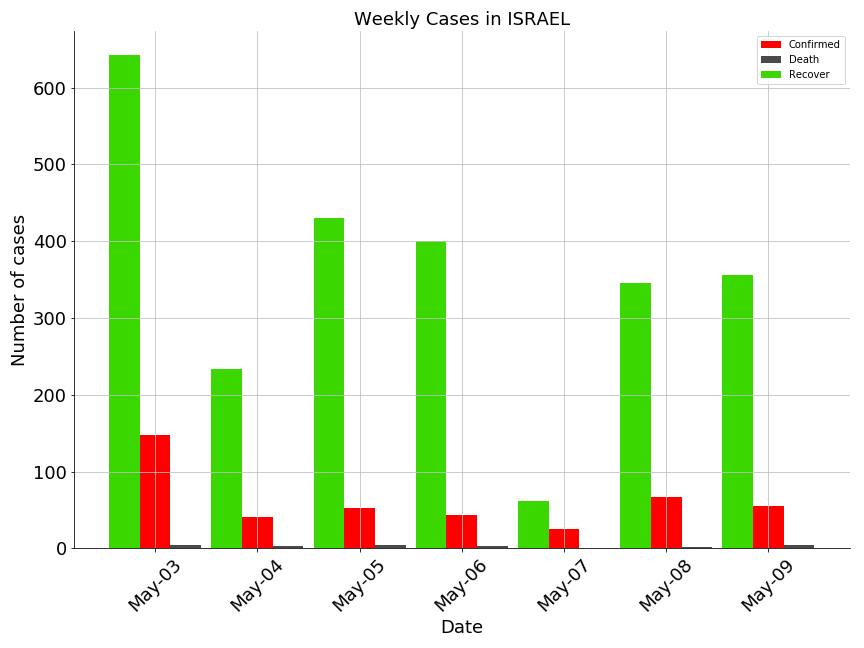 Weekly Cases in ISRAEL
Confirmed
Death
Recover
Number of cases
600
500
400
300
200
100
0
May-03
May-04
May-05
May-06
May-07
May-08
May-09
Date